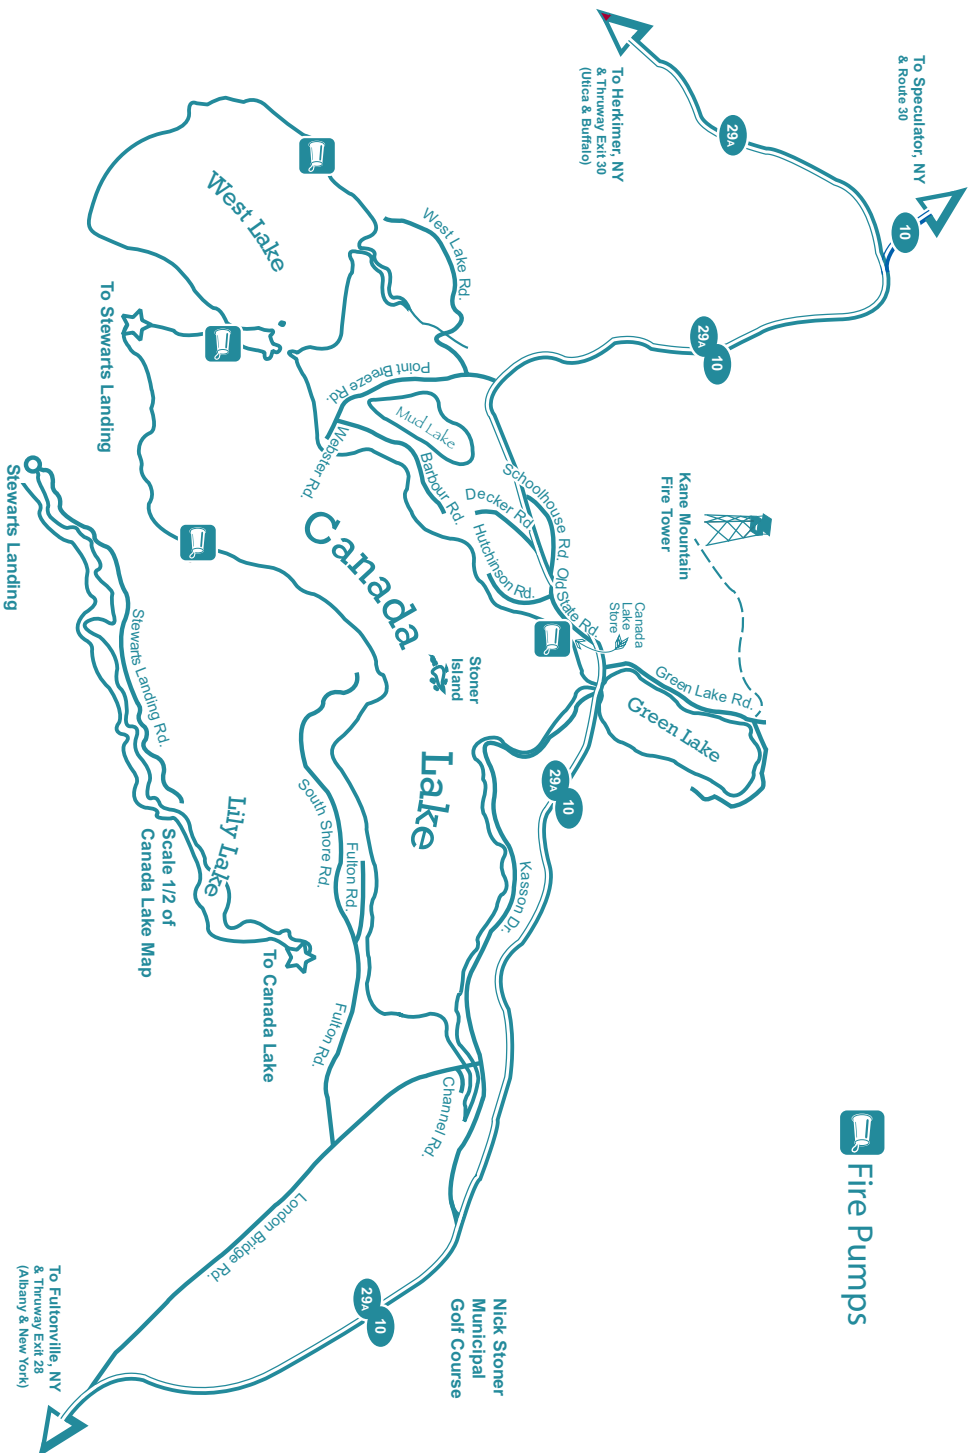 To Speculator, NY
& Route 30
10
To Herkimer, NY
& Thruway Exit 30
(Utica & Buffalo)
29A
29A
10
West Lake
West Lake Rd.
To Stewarts Landing
Point Breeze Rd.
Mud Lake
Webster Rd.
Barbour Rd.
Decker Rd.
Schoolhouse Rd.
Hutchinson Rd.
Old State Rd.
Kane Mountain
Fire Tower
Canada
Lake
Store
Green Lake Rd.
Green Lake
Canada
Lake
Stoner
Island
29A
10
Kasson Dr.
South Shore Rd.
Fulton Rd.
Fulton Rd.
Channel Rd.
London Bridge Rd.
Stewarts Landing
Stewarts Landing Rd.
Lily Lake
Scale 1/2 of
Canada Lake Map
To Canada Lake
Fire Pumps
29A
10
Nick Stoner
Municipal
Golf Course
To Fultonville, NY
& Thruway Exit 28
(Albany & New York)